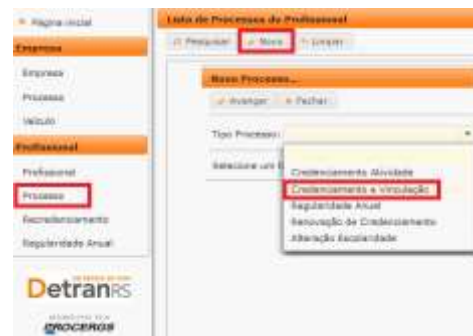 Página inicial
Empresa
Empresa
Processo
Veículo
Profissional
Profissional
Processo
Recredenciamento
Regularidade Anual
DetranRS
PROCERGS
Lista de Processos do Profissional
Pesquisar Novo Limpar
Novo Processo...
Avançar Fechar
Tipo Processo:
Selecione um
Credenciamento Atividade
Credenciamento e Vinculação
Regularidade Anual
Renovação de Credenciamento
Alteração Escolaridade